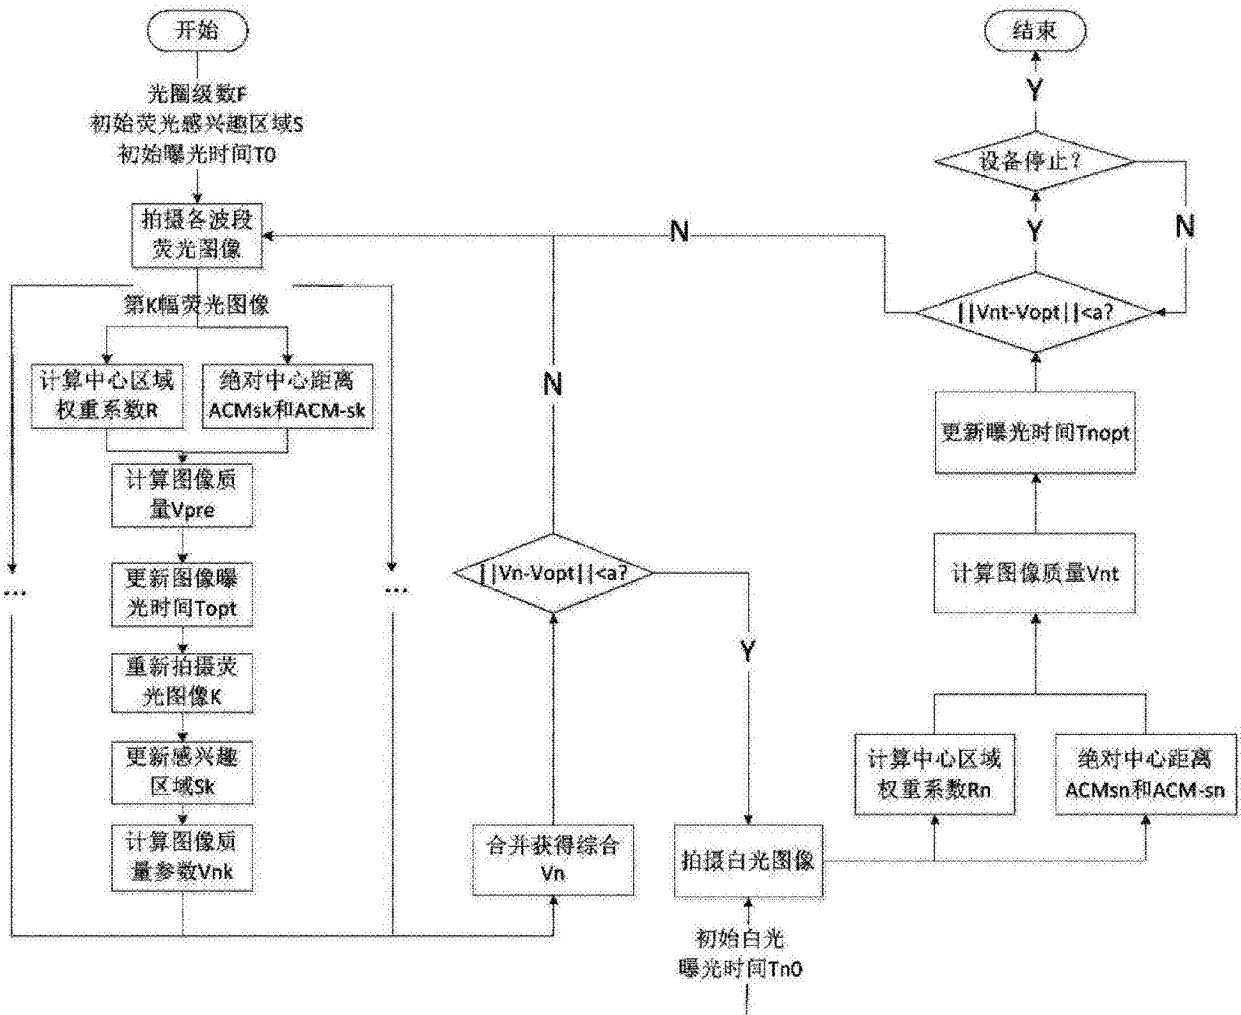 开始
光圈级数F
初始荧光感兴趣区域S
初始曝光时间T0
拍摄各波段
荧光图像
第K幅荧光图像
计算中心区域
权重系数R
绝对中心距离
ACMsk和ACM-sk
计算图像质
量Vpre
更新图像曝
光时间Topt
重新拍摄荧
光图像K
更新感兴趣
区域Sk
计算图像质
量参数Vnk
...
...
合并获得综合
Vn
||Vn-Vopt||<a?
N
Y
拍摄白光图像
初始白光
曝光时间Tn0
计算中心区域
权重系数Rn
绝对中心距离
ACMsn和ACM-sn
计算图像质量Vnt
更新曝光时间Tnopt
||Vnt-Vopt||<a?
N
Y
设备停止?
N
Y
结束